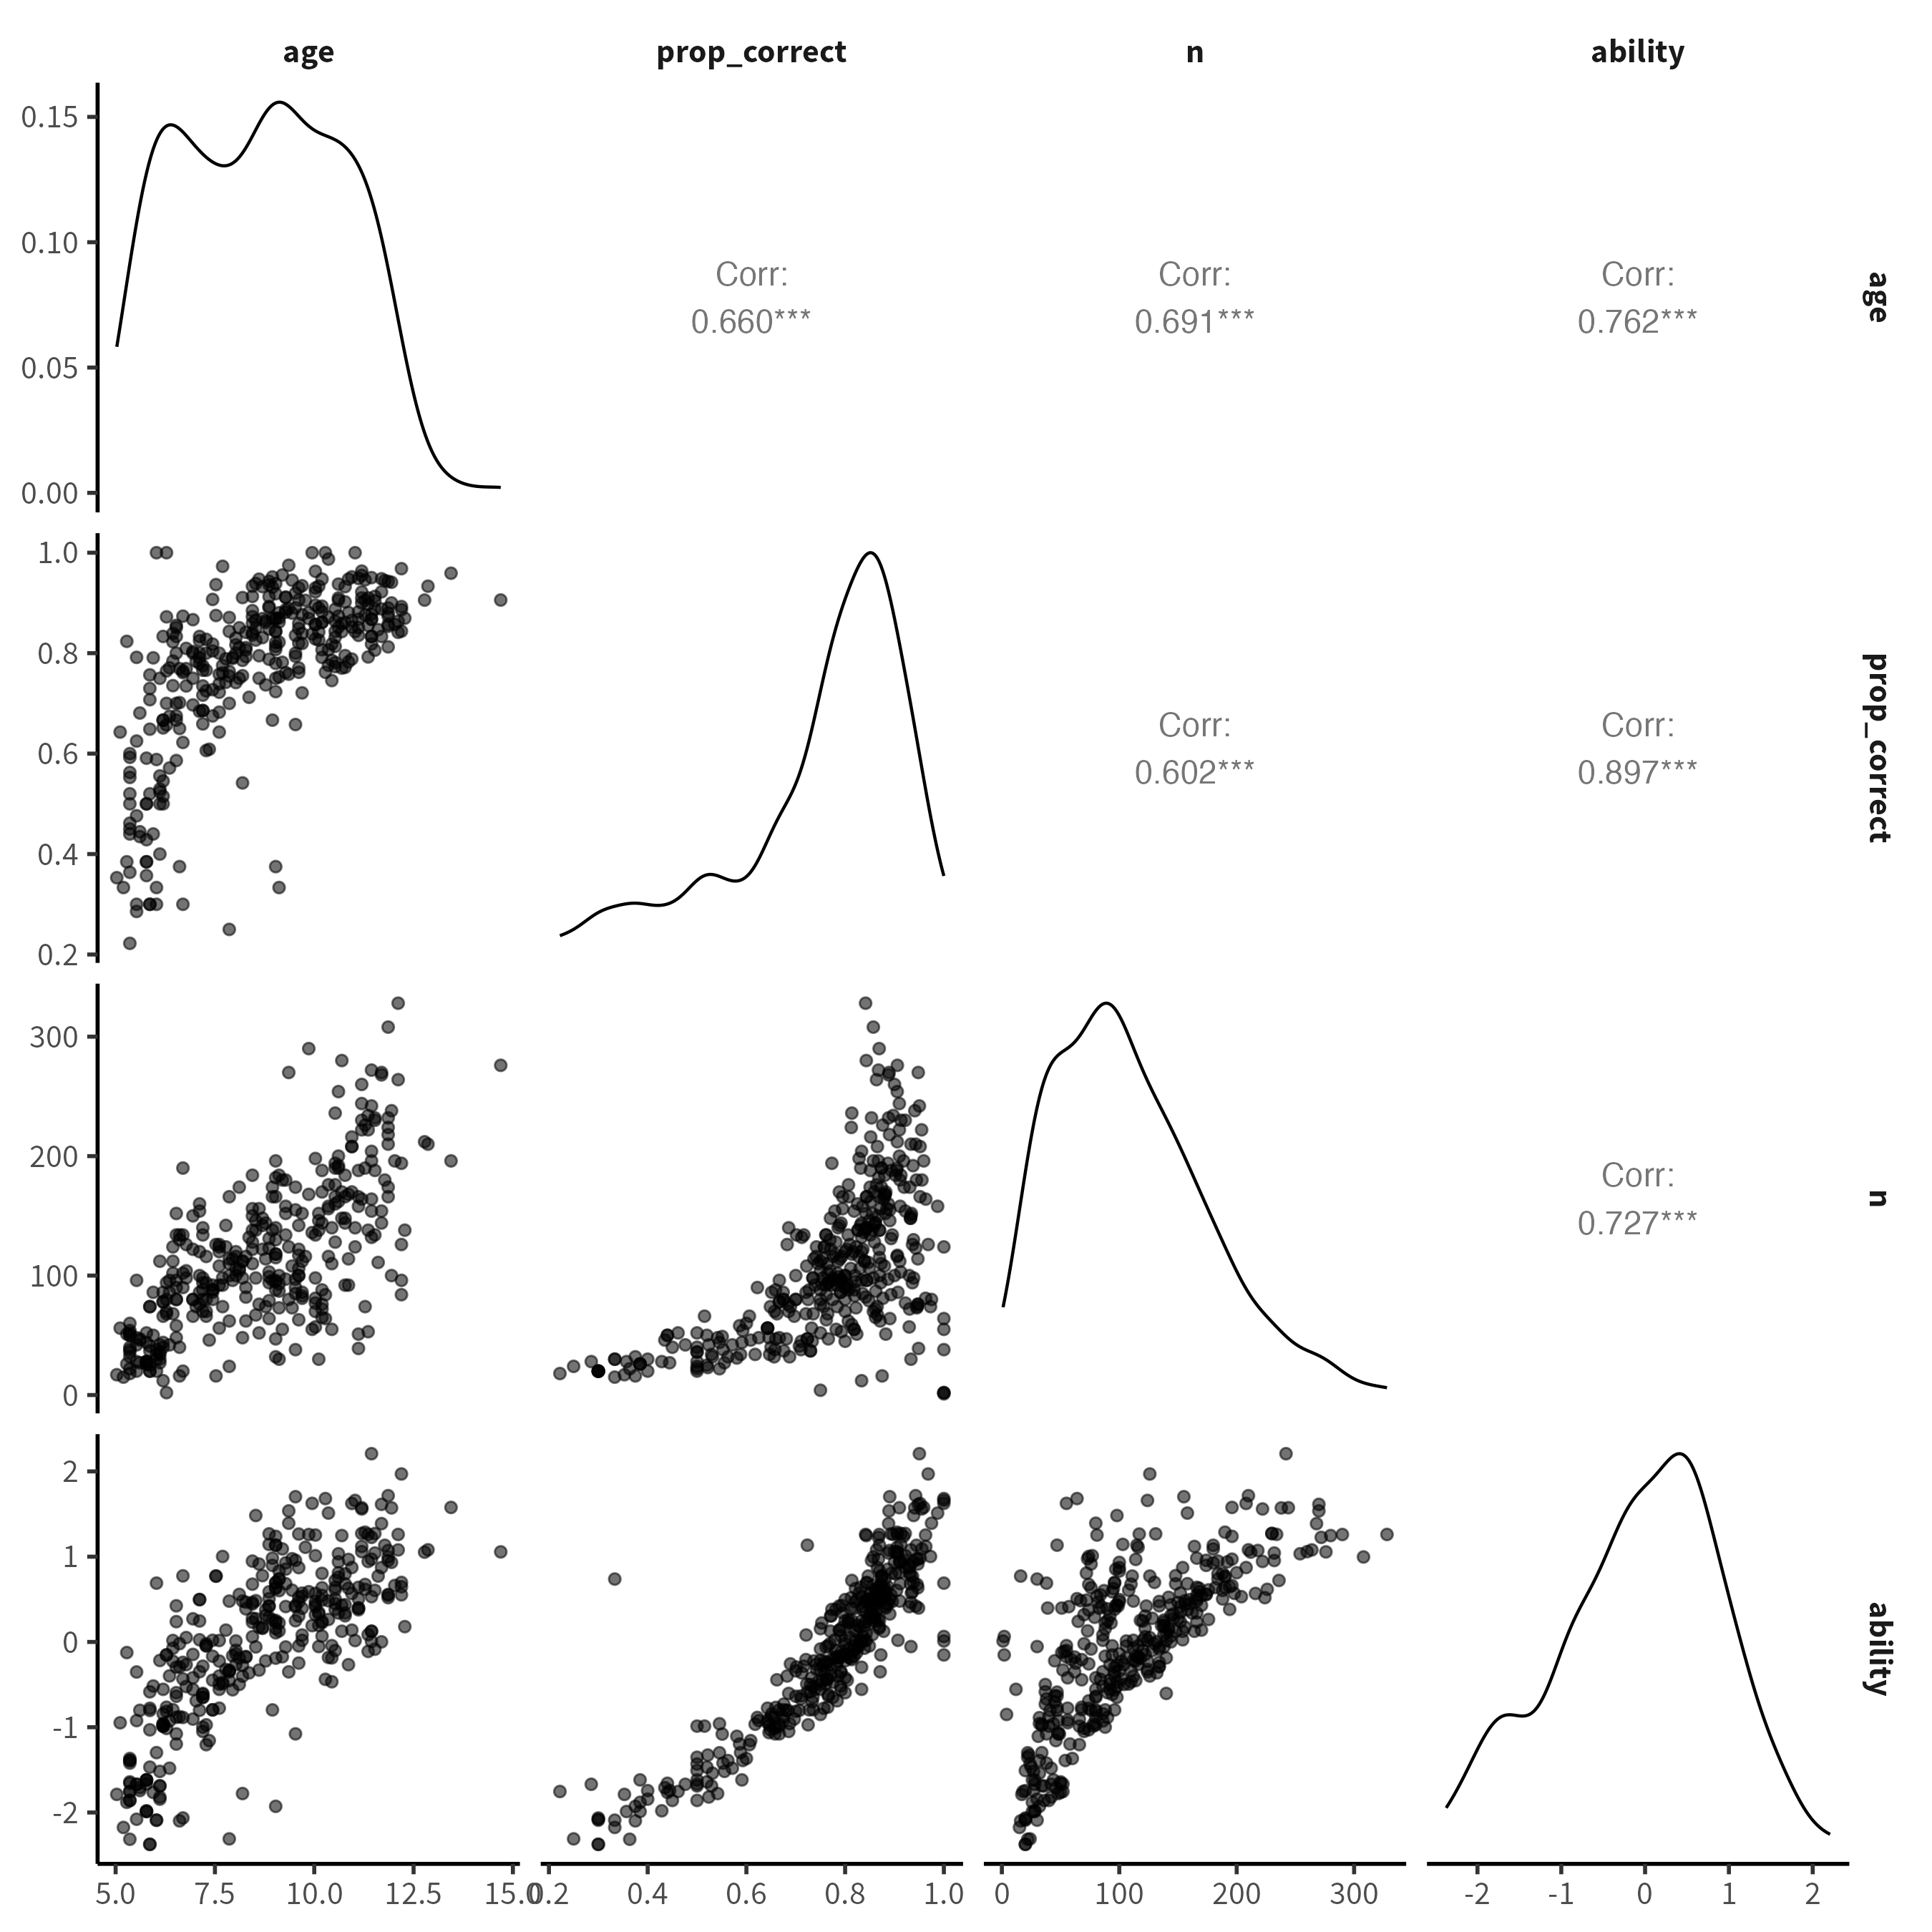 age prop_correct n ability
0.15
0.10
0.05
0.00
Corr:
0.660***
Corr:
0.691***
Corr:
0.762***
age
1.0
0.8
0.6
0.4
0.2
Corr:
0.602***
Corr:
0.897***
prop_correct
300
200
100
0
Corr:
0.727***
n
2
1
0
-1
-2
ability
5.0 7.5 10.0 12.5 15.0 0.2 0.4 0.6 0.8 1.0 0 100 200 300 -2 -1 0 1 2